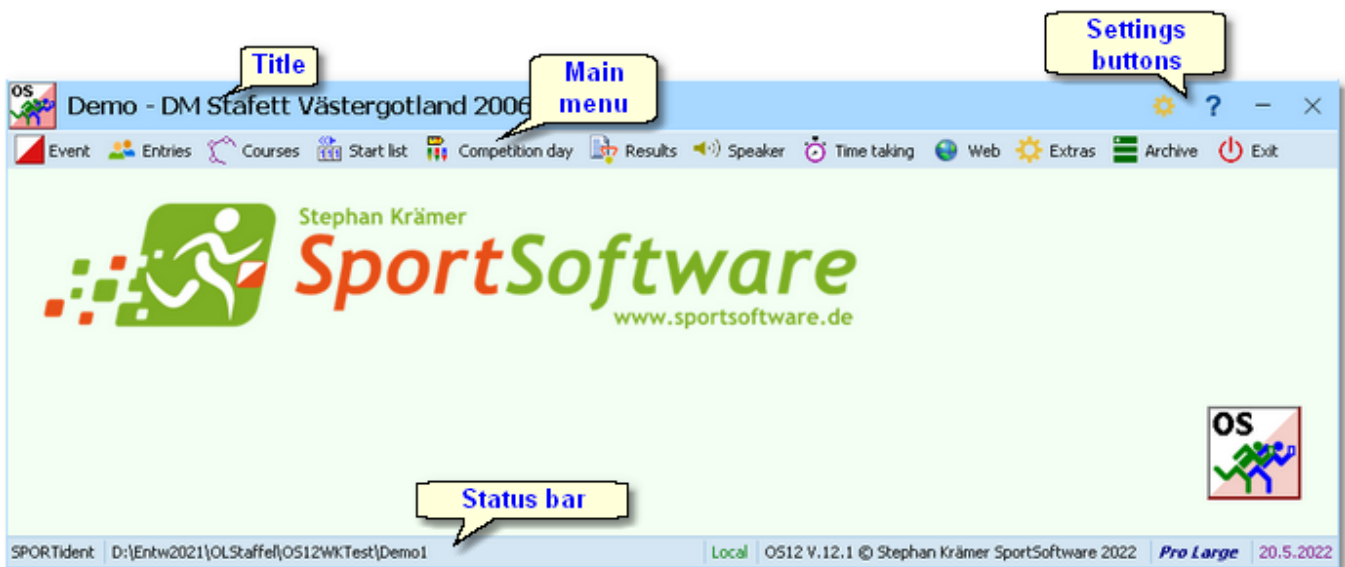 Title
Main
menu
Settings
buttons
OS
Demo - DM Stafett Västergotland 2006
?
Event Entries Courses Start list Competition day Results Speaker Time taking Web Extras Archive Exit
Stephan Krämer
SportSoftware
www.sportsoftware.de
OS
Status bar
SPORTident D:\Entw2021\OLStaffel\OS12WKTest\Demo1 Local OS12 V.12.1 © Stephan Krämer SportSoftware 2022 Pro Large 20.5.2022